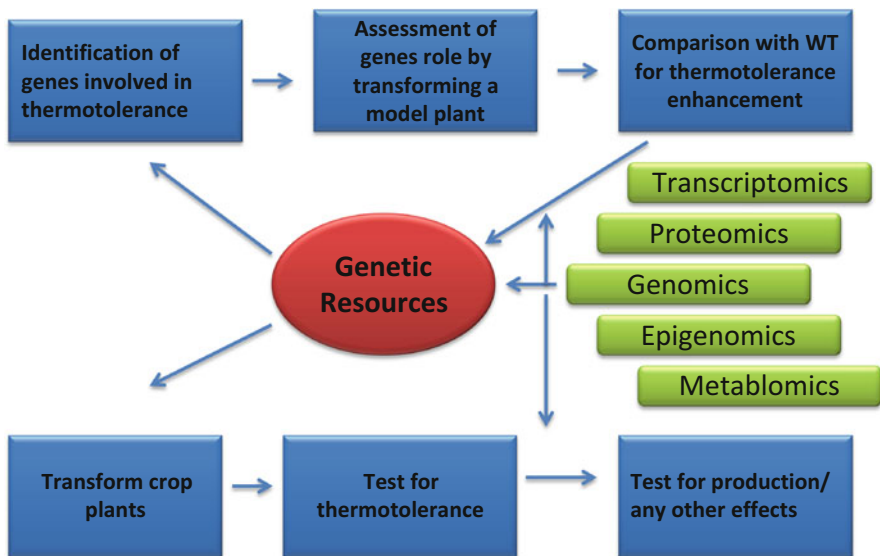 Identification of
genes involved in
thermotolerance
Assessment of
genes role by
transforming a
model plant
Comparison with WT
for thermotolerance
enhancement
Transcriptomics
Proteomics
Genomics
Epigenomics
Metablomics
Genetic
Resources
Transform crop
plants
Test for
thermotolerance
Test for production/
any other effects